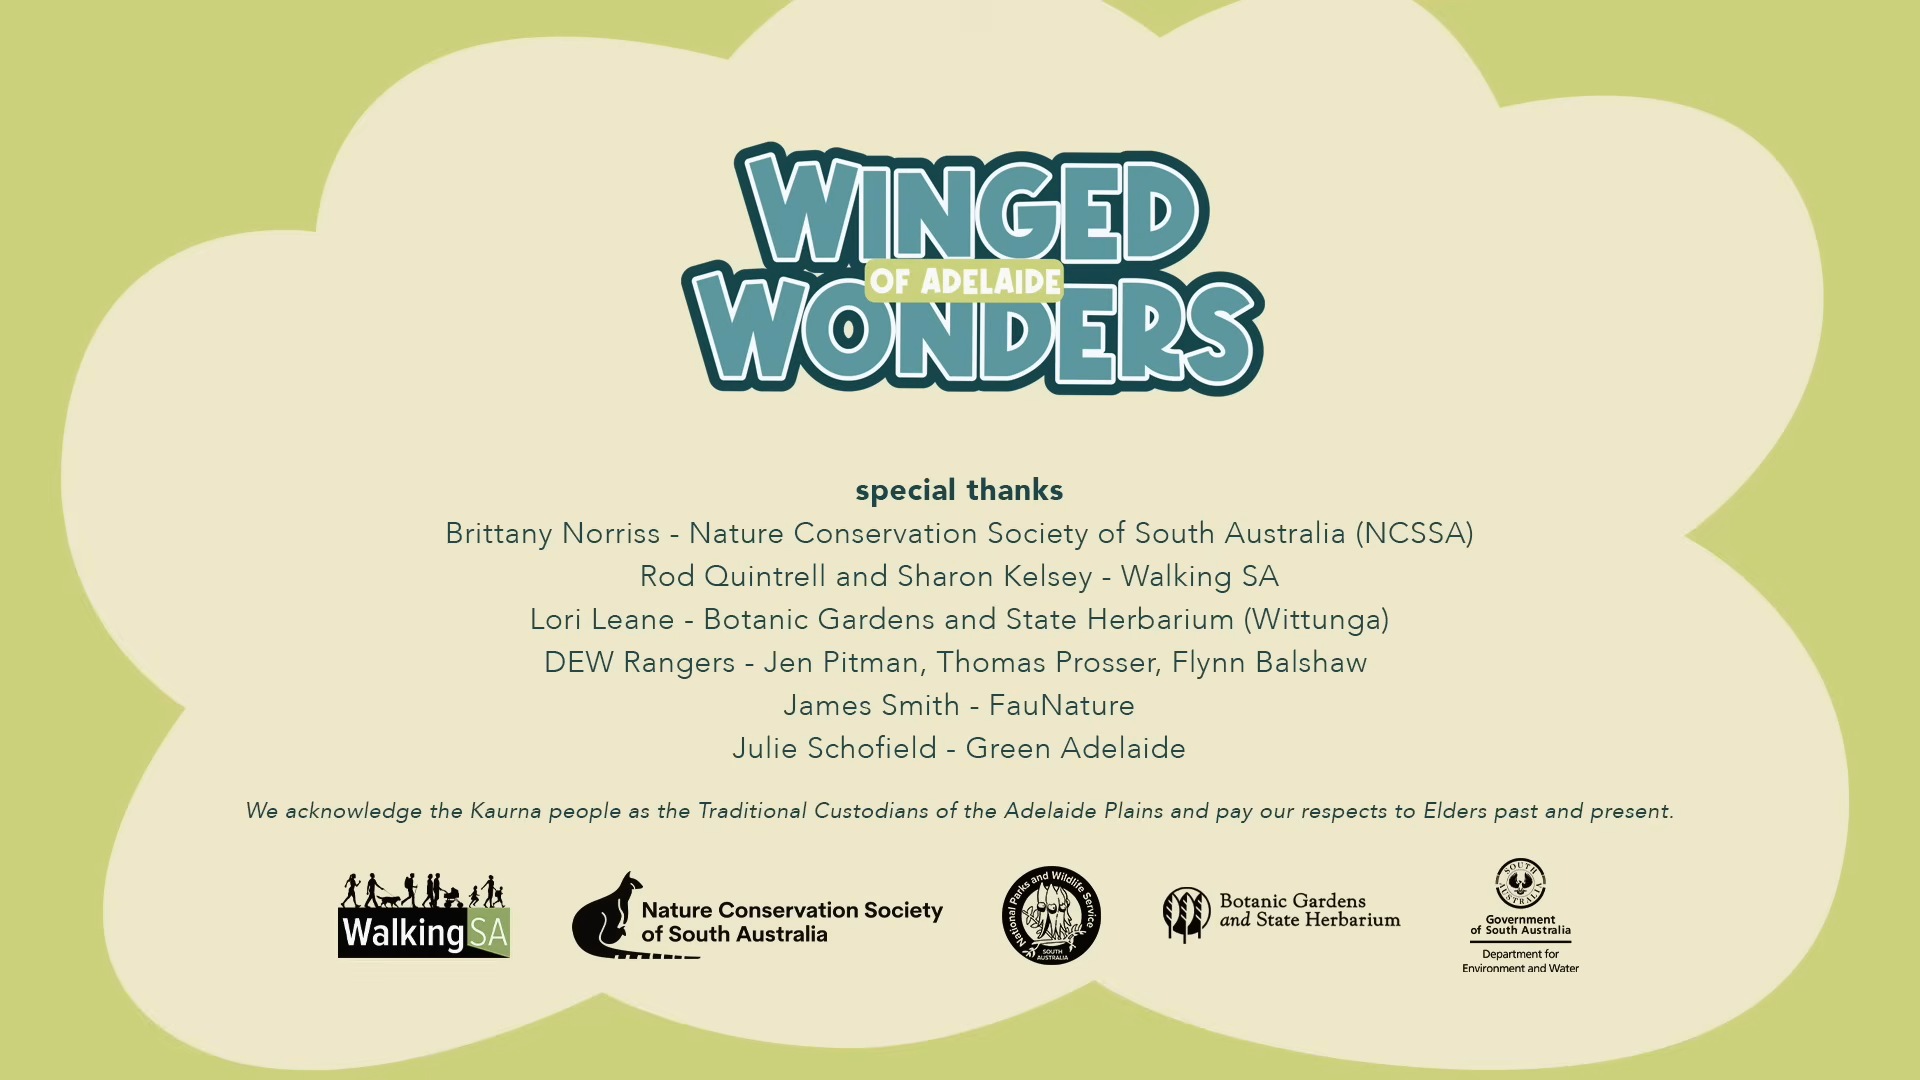 WINGED
OF ADELAIDE
WONDERS
special thanks
Brittany Norriss - Nature Conservation Society of South Australia (NCSSA)
Rod Quintrell and Sharon Kelsey - Walking SA
Lori Leane - Botanic Gardens and State Herbarium (Wittunga)
DEW Rangers - Jen Pitman, Thomas Prosser, Flynn Balshaw
James Smith - FauNature
Julie Schofield - Green Adelaide
We acknowledge the Kaurna people as the Traditional Custodians of the Adelaide Plains and pay our respects to Elders past and present.
Walking SA
Nature Conservation Society
of South Australia
National Parks and Wildlife Service
SOUTH
AUSTRALIA
Botanic Gardens
and State Herbarium
SOUTH
AUSTRALIA
Government
of South Australia
Department for
Environment and Water